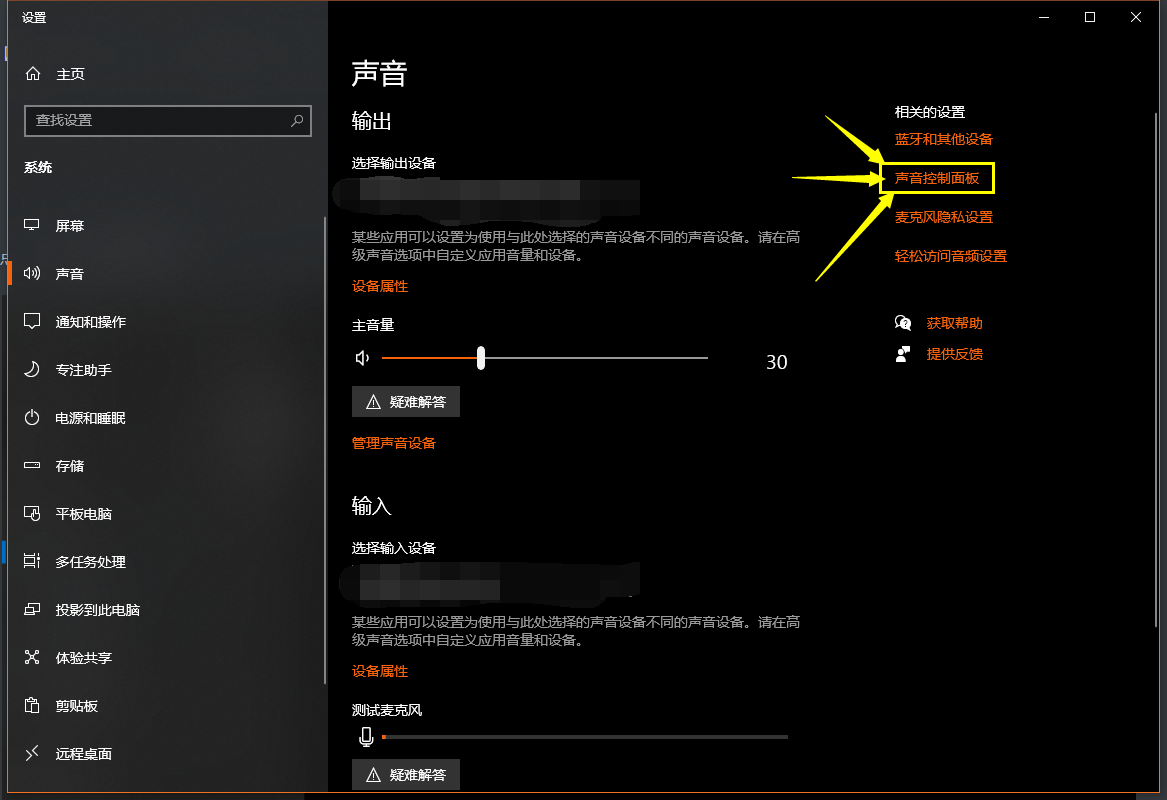 设置
主页
查找设置
系统
屏幕
声音
通知和操作
专注助手
电源和睡眠
存储
平板电脑
多任务处理
投影到此电脑
体验共享
剪贴板
远程桌面
声音
输出
选择输出设备
某些应用可以设置为使用与此处选择的声音设备不同的声音设备。请在高
级声音选项中自定义应用音量和设备。
设备属性
主音量
30
疑难解答
管理声音设备
输入
选择输入设备
某些应用可以设置为使用与此处选择的声音设备不同的声音设备。请在高
级声音选项中自定义应用音量和设备。
设备属性
测试麦克风
疑难解答
相关的设置
蓝牙和其他设备
声音控制面板
麦克风隐私设置
轻松访问音频设置
获取帮助
提供反馈